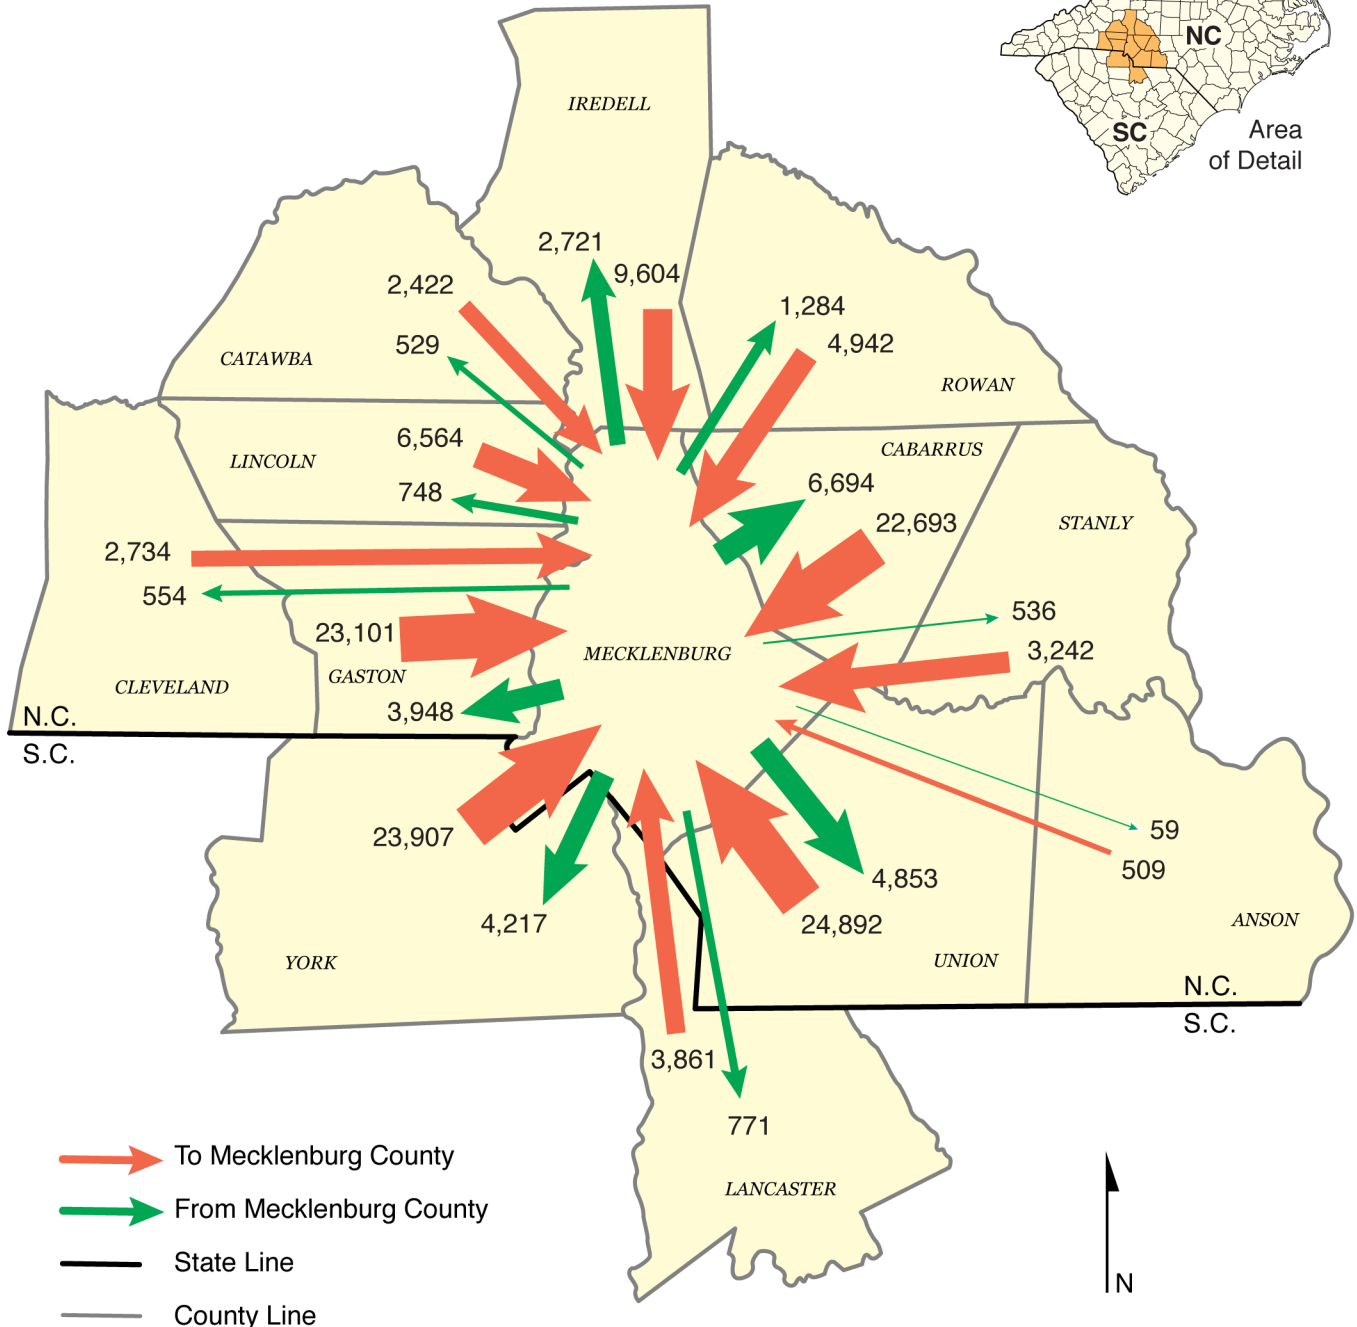 NC
SC
Area
of Detail
IREDELL
2,721
9,604
2,422
529
1,284
4,942
CATAWBA
ROWAN
6,564
748
LINCOLN
CABARRUS
6,694
22,693
STANLY
2,734
554
536
3,242
23,101
GASTON
3,948
MECKLENBURG
CLEVELAND
N.C.
S.C.
23,907
4,217
YORK
59
509
4,853
24,892
UNION
ANSON
N.C.
S.C.
3,861
771
LANCASTER
To Mecklenburg County
From Mecklenburg County
State Line
County Line
N